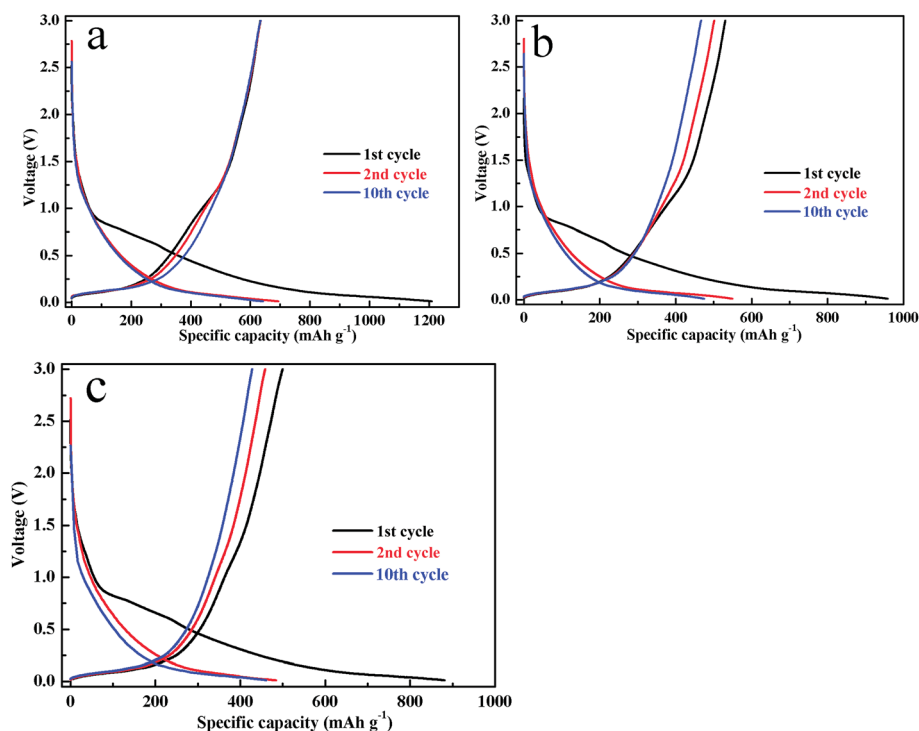 a
3.0
2.5
2.0
1.5
1.0
0.5
0.0
Voltage (V)
1st cycle
2nd cycle
10th cycle
0 200 400 600 800 1000 1200
Specific capacity (mAh g⁻¹)
b
3.0
2.5
2.0
1.5
1.0
0.5
0.0
Voltage (V)
1st cycle
2nd cycle
10th cycle
0 200 400 600 800 1000
Specific capacity (mAh g⁻¹)
c
3.0
2.5
2.0
1.5
1.0
0.5
0.0
Voltage (V)
1st cycle
2nd cycle
10th cycle
0 200 400 600 800 1000
Specific capacity (mAh g⁻¹)